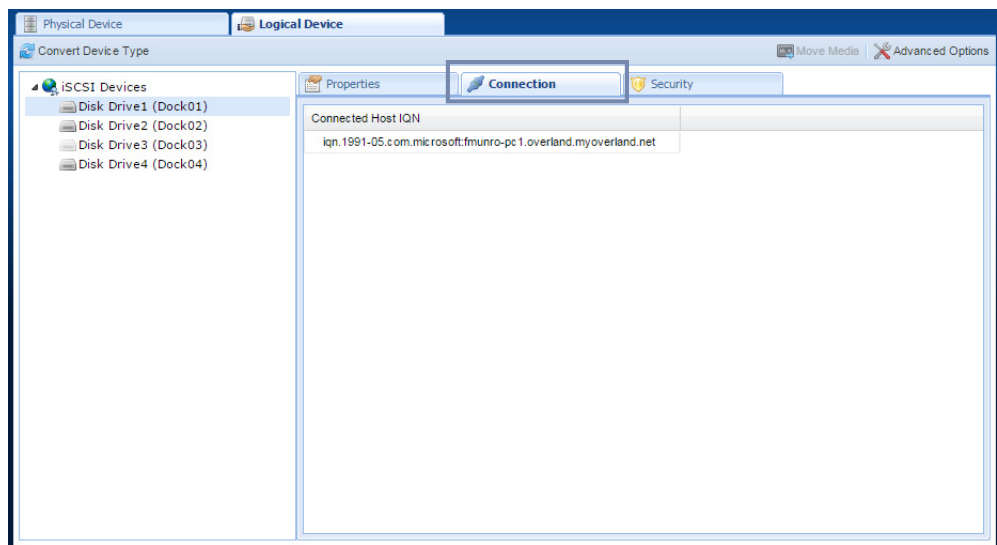 Physical Device
Logical Device
Convert Device Type
Move Media
Advanced Options
iSCSI Devices
Disk Drive1 (Dock01)
Disk Drive2 (Dock02)
Disk Drive3 (Dock03)
Disk Drive4 (Dock04)
Properties
Connection
Security
Connected Host IQN
iqn.1991-05.com.microsoft:fmunro-pc1.overland.myoverland.net